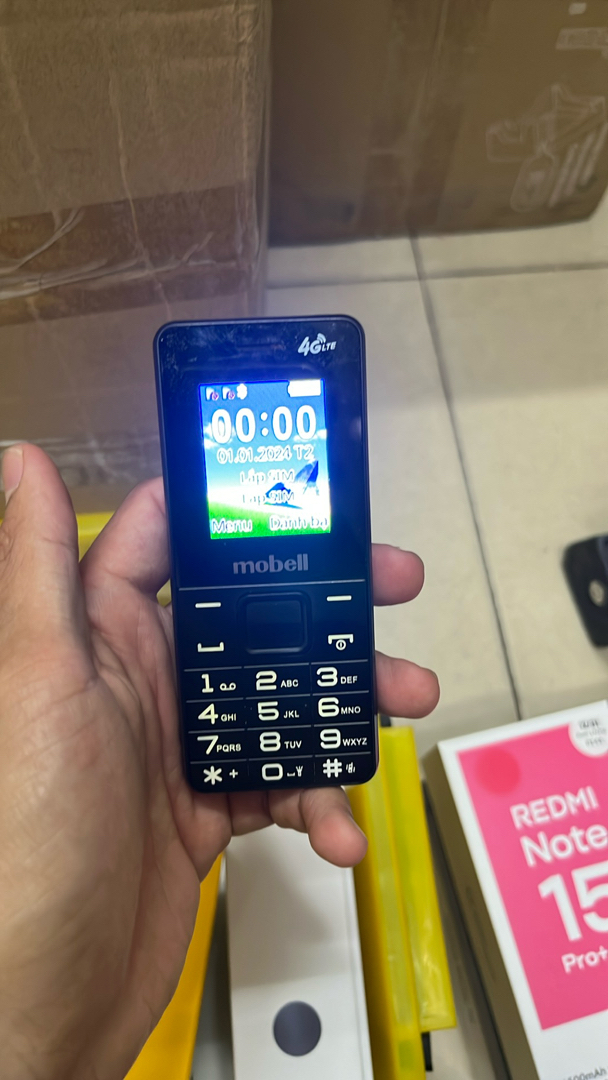 4G LTE
00:00
01.01.2024 T2
Lắp SIM
Lắp SIM
Menu Danh bạ
mobell
1 2 ABC 3 DEF
4 GHI 5 JKL 6 MNO
7 PQRS 8 TUV 9 WXYZ
* + 0 #
REDMI
Note
15
Pro+